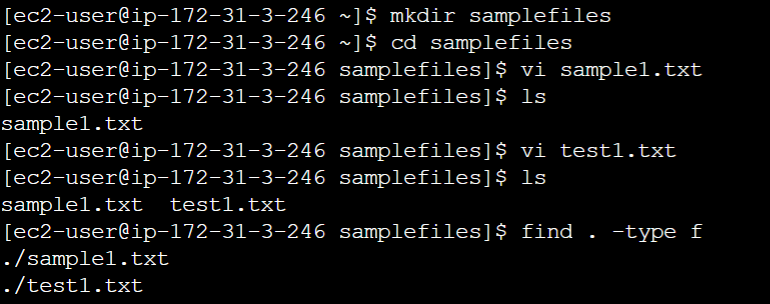 [ec2-user@ip-172-31-3-246 ~]$ mkdir samplefiles
[ec2-user@ip-172-31-3-246 ~]$ cd samplefiles
[ec2-user@ip-172-31-3-246 samplefiles]$ vi sample1.txt
[ec2-user@ip-172-31-3-246 samplefiles]$ ls
sample1.txt
[ec2-user@ip-172-31-3-246 samplefiles]$ vi test1.txt
[ec2-user@ip-172-31-3-246 samplefiles]$ ls
sample1.txt  test1.txt
[ec2-user@ip-172-31-3-246 samplefiles]$ find . -type f
./sample1.txt
./test1.txt